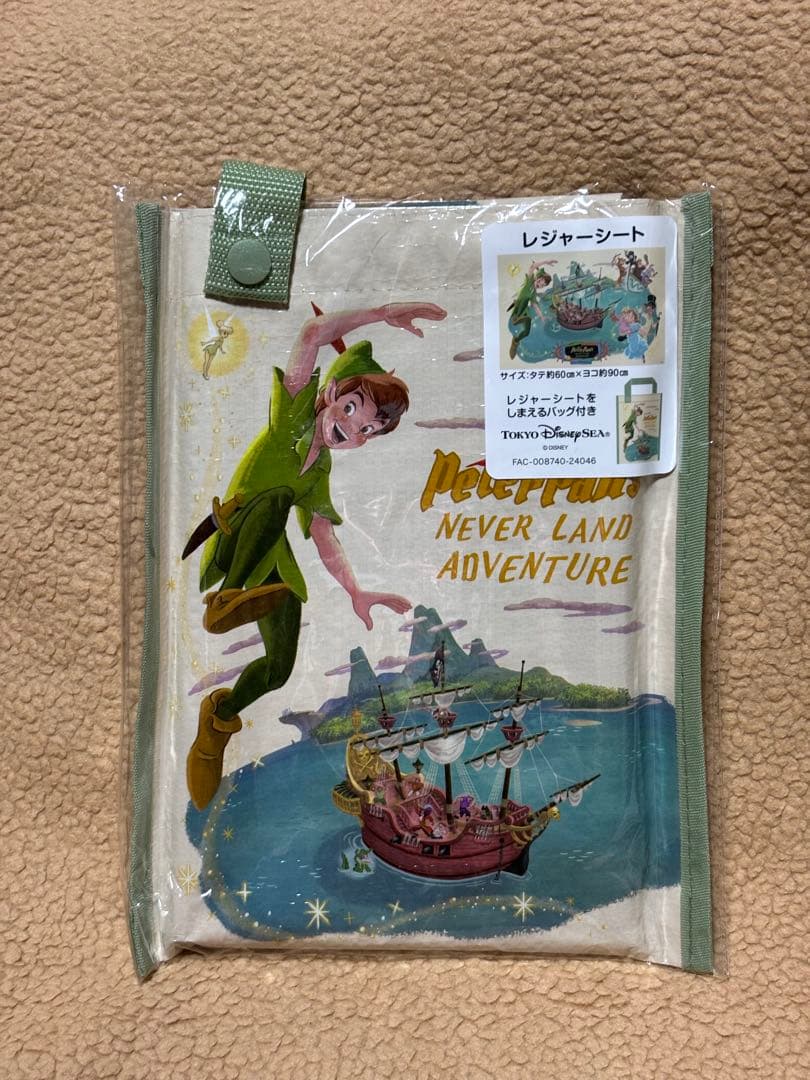 レジャーシート
サイズ:タテ約60cm×ヨコ約90cm
レジャーシートを
しまえるバッグ付き
TOKYO DISNEYSEA®
© DISNEY
FAC-008740-24046
Peter Pan's
NEVER LAND
ADVENTURE